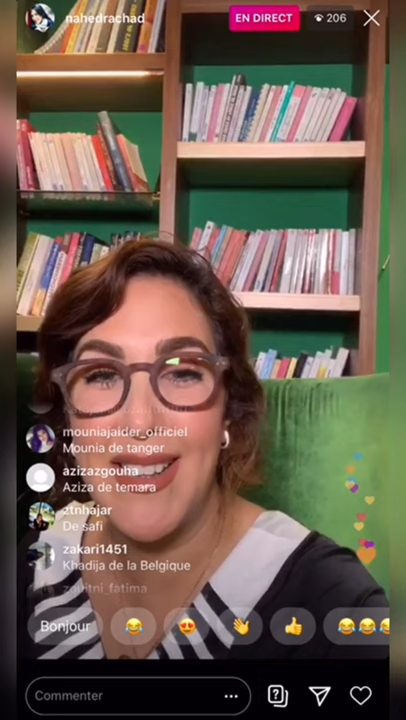 nahedrachad
EN DIRECT
206
mouniajaider_officiel
Mounia de tanger
azizazgouha
Aziza de temara
ztnhajar
De safi
zakari1451
Khadija de la Belgique
zaititni_fatima
Bonjour
Commenter